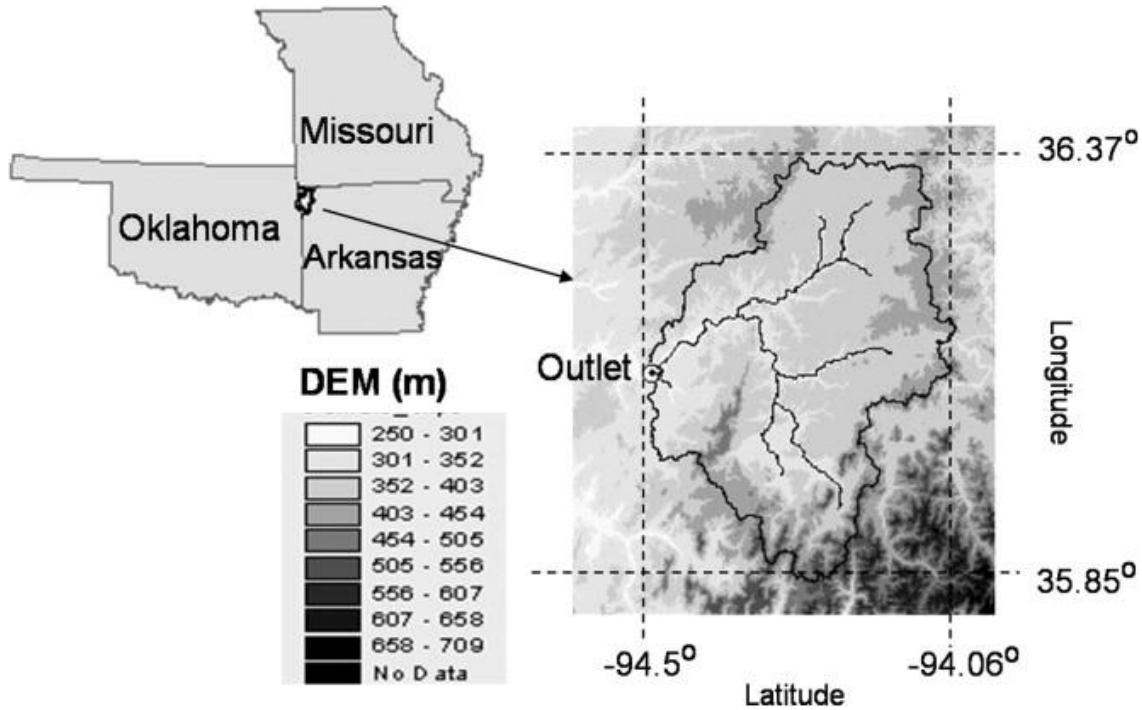 Missouri
Oklahoma
Arkansas
36.37°
Outlet
Longitude
DEM (m)
250 - 301
301 - 352
352 - 403
403 - 454
454 - 505
505 - 556
556 - 607
607 - 658
658 - 709
No Data
35.85°
-94.5°
-94.06°
Latitude